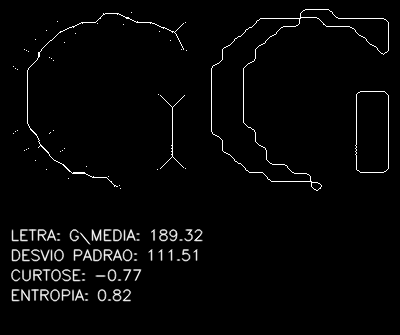 LETRA: G\MEDIA: 189.32
DESVIO PADRAO: 111.51
CURTOSE: -0.77
ENTROPIA: 0.82